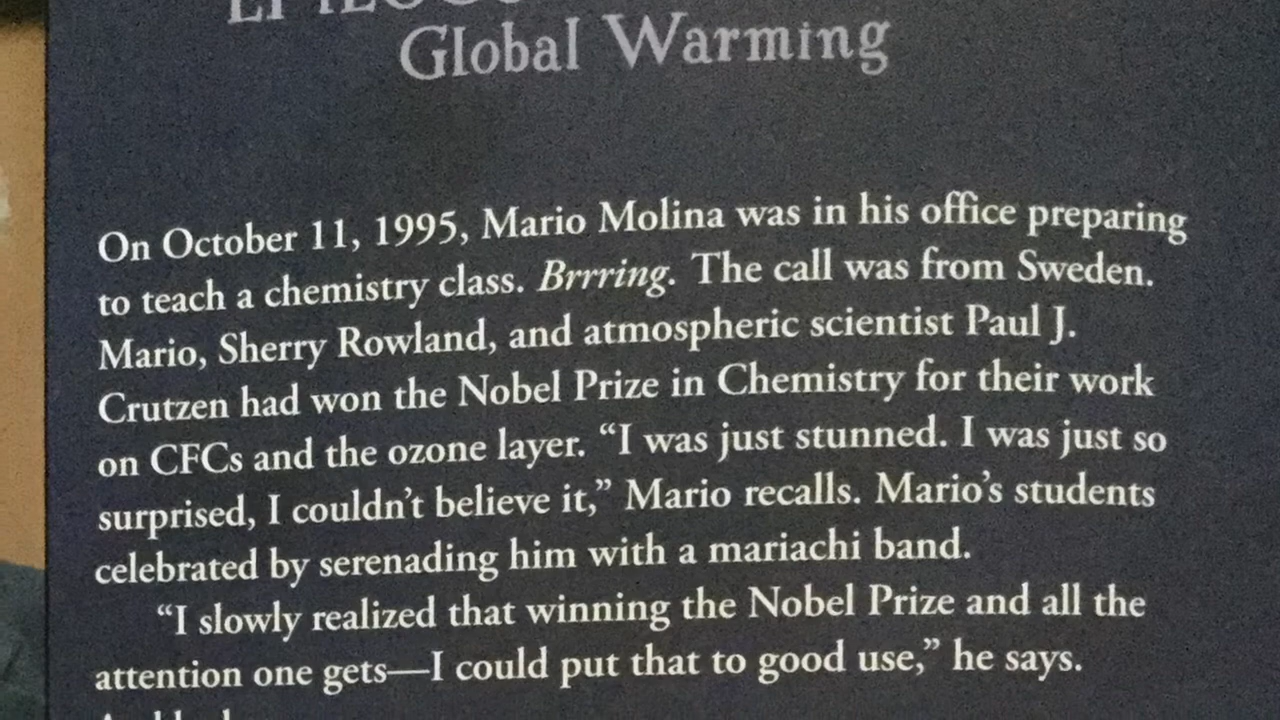 Global Warming
On October 11, 1995, Mario Molina was in his office preparing
to teach a chemistry class. Brrring. The call was from Sweden.
Mario, Sherry Rowland, and atmospheric scientist Paul J.
Crutzen had won the Nobel Prize in Chemistry for their work
on CFCs and the ozone layer. “I was just stunned. I was just so
surprised, I couldn’t believe it,” Mario recalls. Mario’s students
celebrated by serenading him with a mariachi band.
“I slowly realized that winning the Nobel Prize and all the
attention one gets—I could put that to good use,” he says.